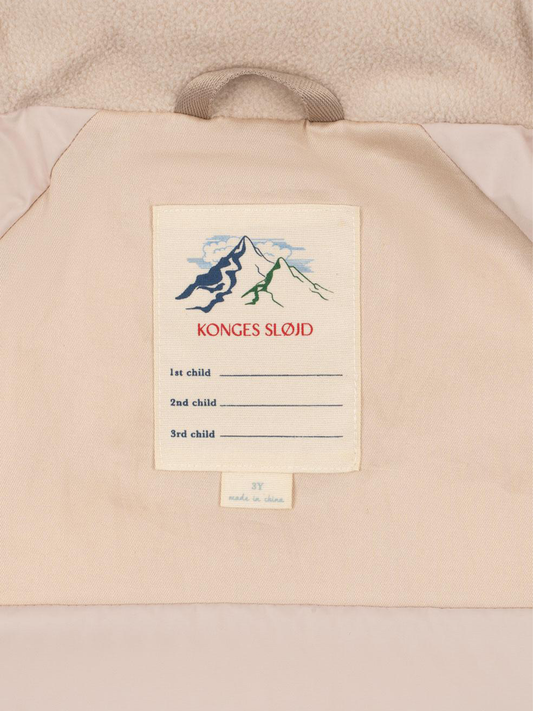 KONGES SLØJD
1st child
2nd child
3rd child
3Y
made in china